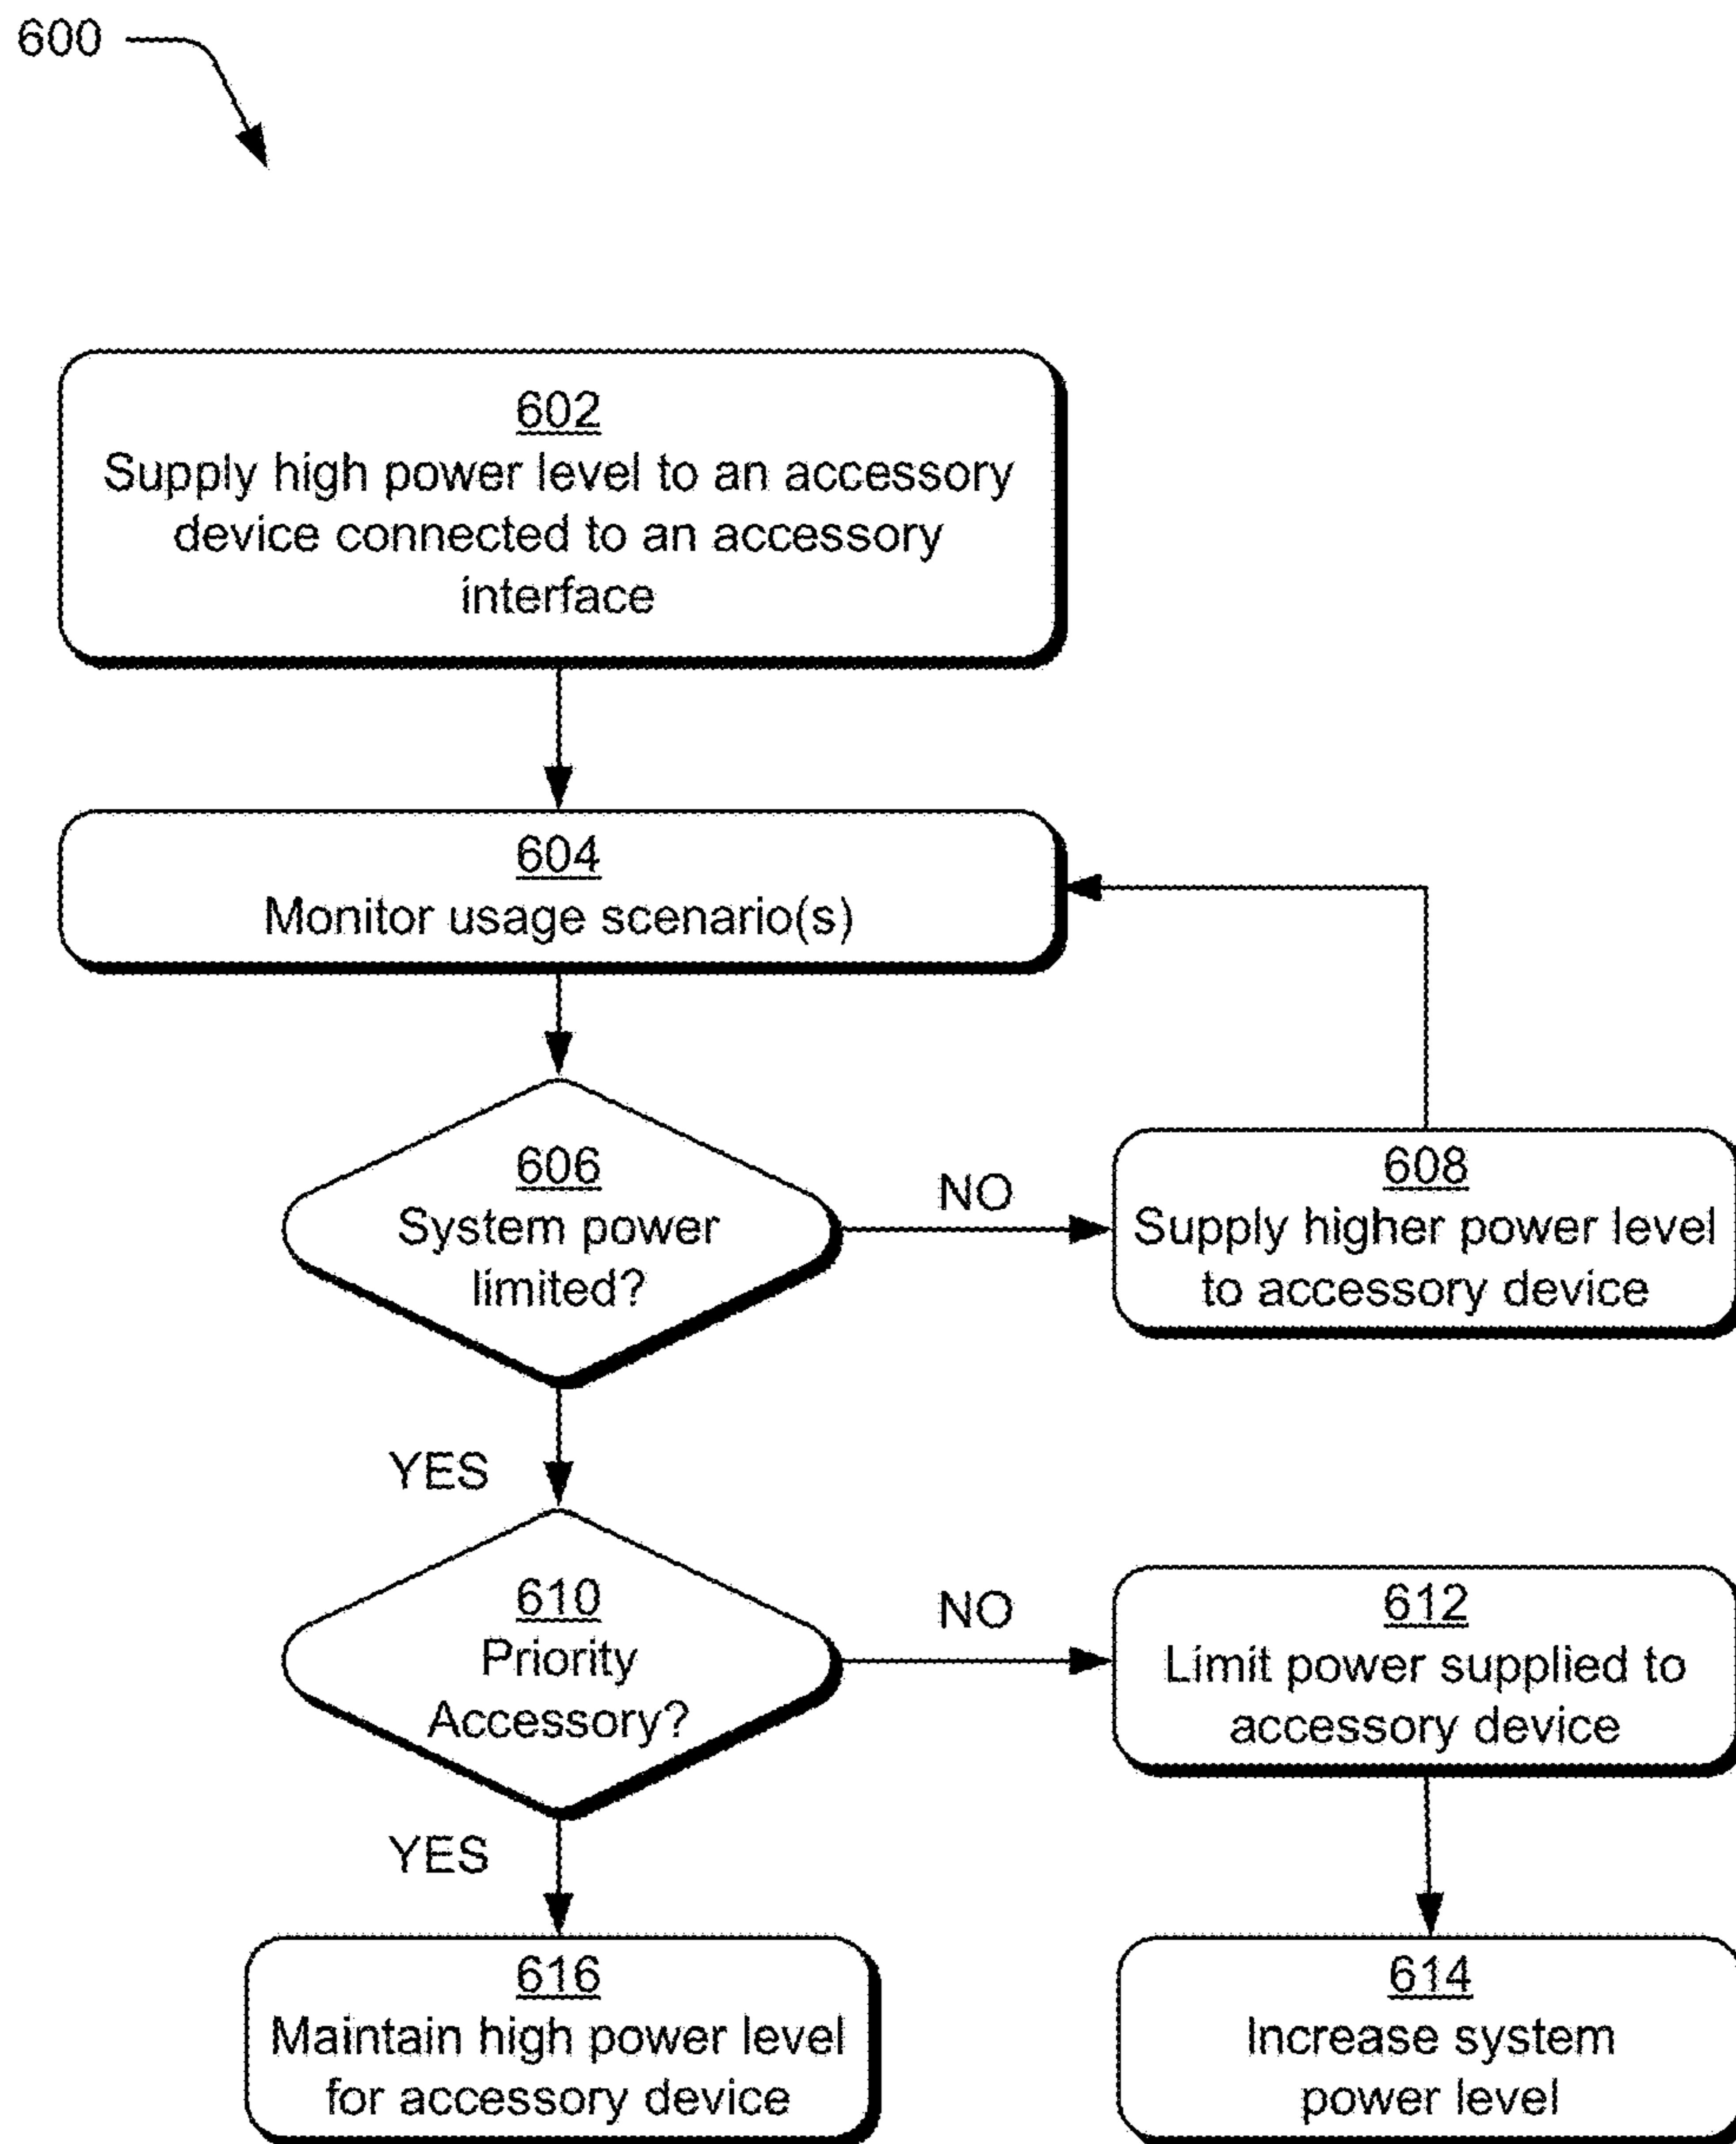 600
602
Supply high power level to an accessory
device connected to an accessory
interface
604
Monitor usage scenario(s)
606
System power
limited?
NO
608
Supply higher power level
to accessory device
YES
610
Priority
Accessory?
NO
612
Limit power supplied to
accessory device
YES
616
Maintain high power level
for accessory device
614
Increase system
power level